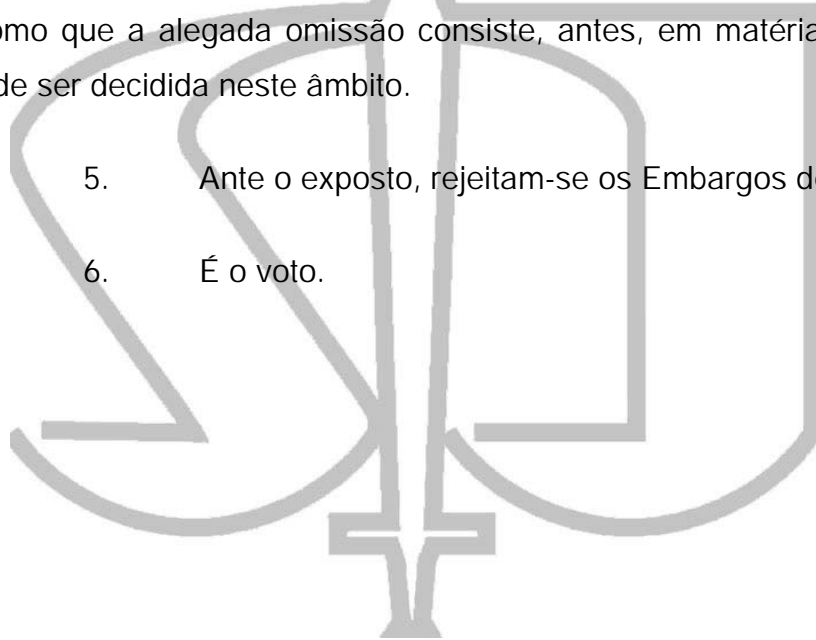 omo que a alegada omissão consiste, antes, em matéria
de ser decidida neste âmbito.
5. Ante o exposto, rejeitam-se os Embargos d
6. É o voto.